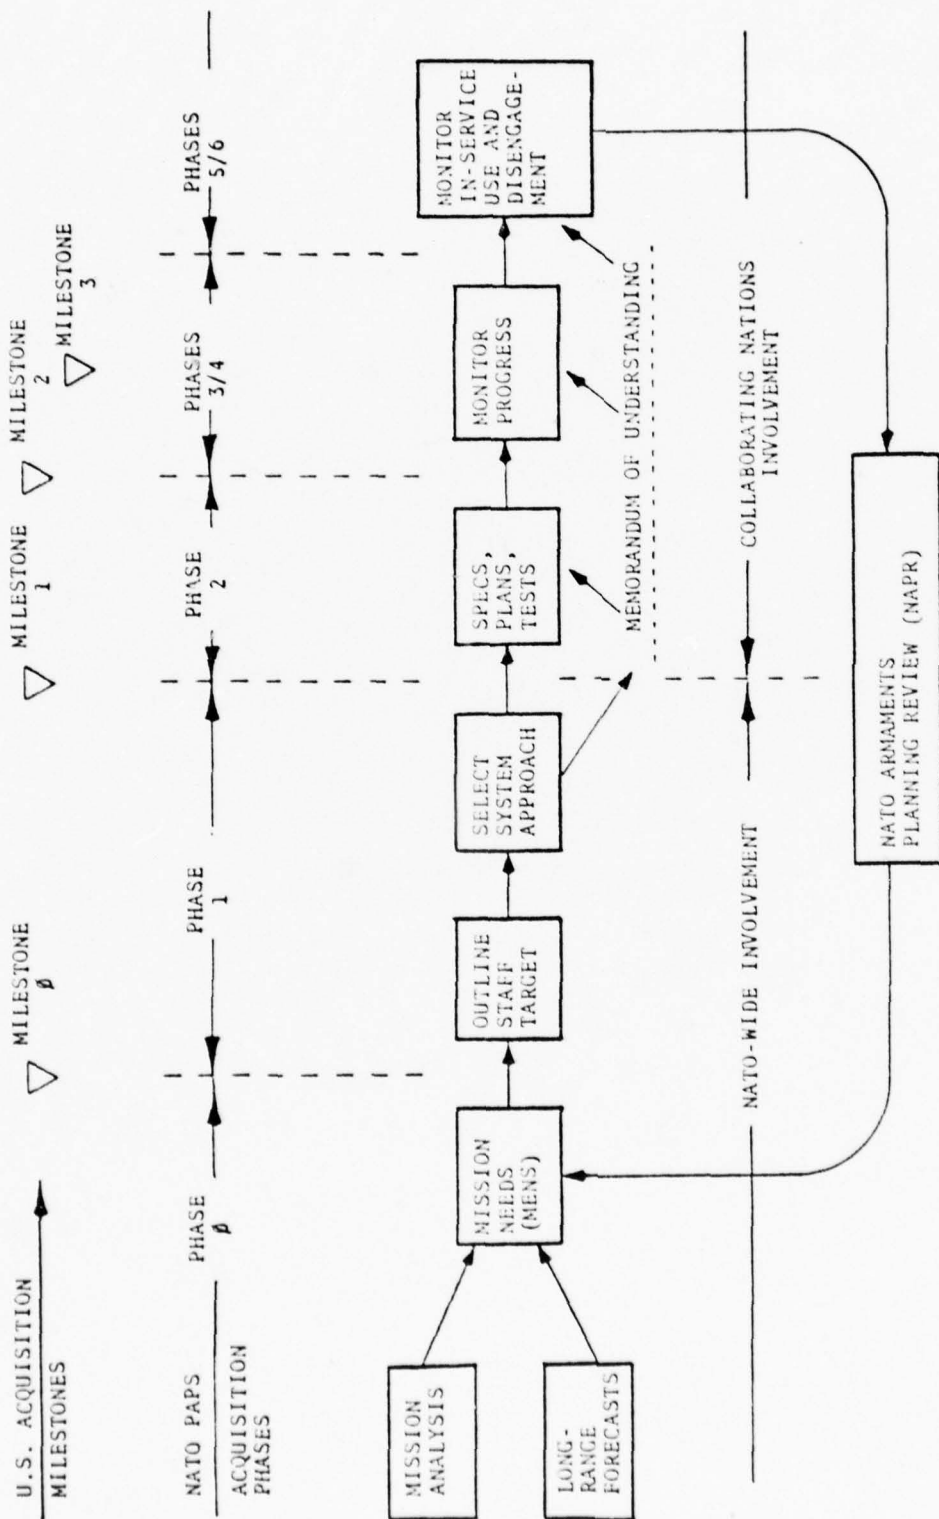 U.S. ACQUISITION
MILESTONES
MILESTONE
0
MILESTONE
1
MILESTONE
2
MILESTONE
3
NATO PAPS
ACQUISITION
PHASES
PHASE
0
PHASE
1
PHASE
2
PHASES
3/4
PHASES
5/6
MISSION
ANALYSIS
LONG-
RANGE
FORECASTS
MISSION
NEEDS
(MENS)
OUTLINE
STAFF
TARGET
SELECT
SYSTEM
APPROACH
SPECS,
PLANS,
TESTS
MONITOR
PROGRESS
MONITOR
IN-SERVICE
USE AND
DISENGAGE-
MENT
MEMORANDUM OF UNDERSTANDING
NATO-WIDE INVOLVEMENT
COLLABORATING NATIONS
INVOLVEMENT
NATO ARMAMENTS
PLANNING REVIEW (NAPR)